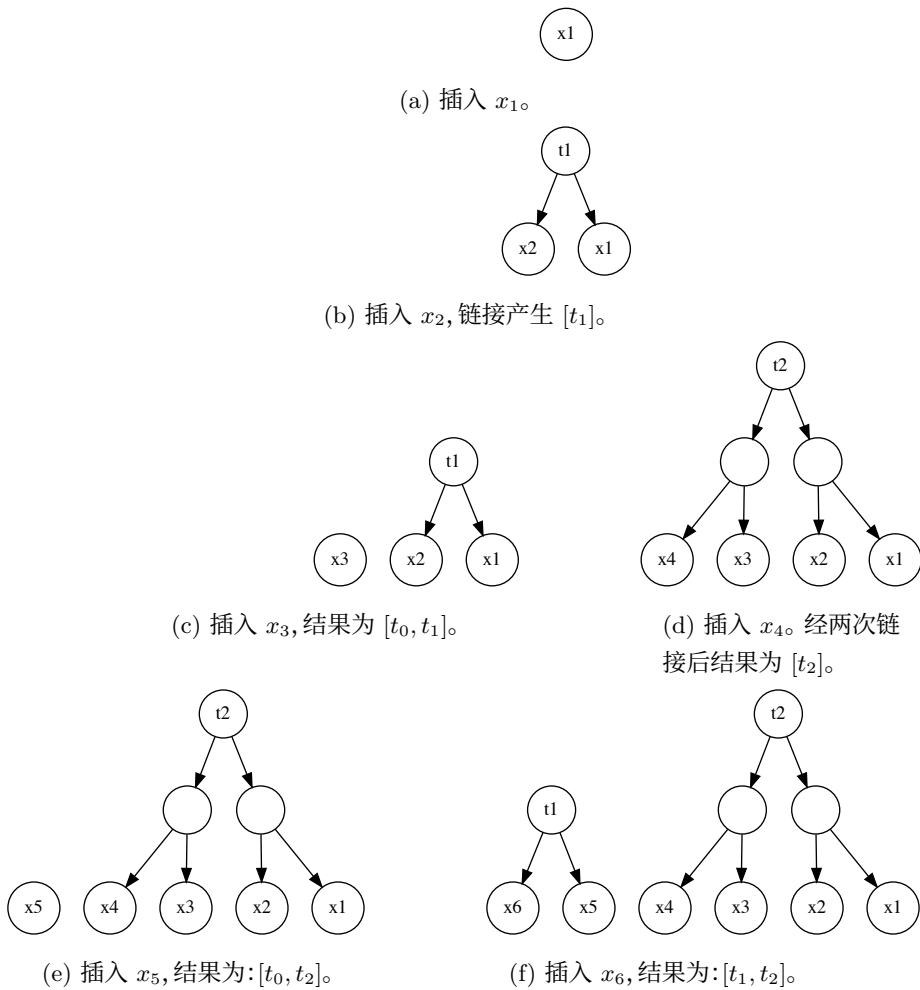 x1
(a) 插入 x₁。
t1
x2 x1
(b) 插入 x₂, 链接产生 [t₁]。
t2
t1
x3 x2 x1
x4 x3 x2 x1
(c) 插入 x₃, 结果为 [t₀, t₁]。
(d) 插入 x₄。经两次链
接后结果为 [t₂]。
t2
x5 x4 x3 x2 x1
(e) 插入 x₅, 结果为: [t₀, t₂]。
t2
t1
x6 x5 x4 x3 x2 x1
(f) 插入 x₆, 结果为: [t₁, t₂]。